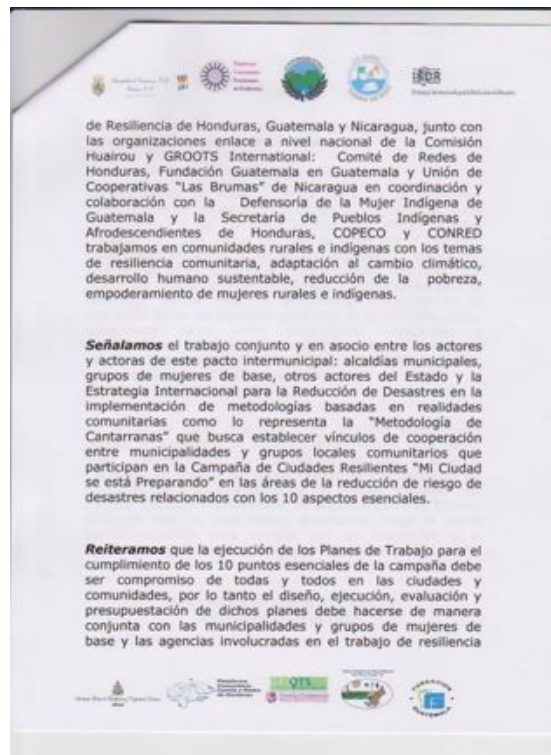 de Resiliencia de Honduras, Guatemala y Nicaragua, junto con
las organizaciones enlace a nivel nacional de la Comisión
Huairou y GROOTS International: Comité de Redes de
Honduras, Fundación Guatemala en Guatemala y Unión de
Cooperativas "Las Brumas" de Nicaragua en coordinación y
colaboración con la Defensoría de la Mujer Indígena de
Guatemala y la Secretaría de Pueblos Indígenas y
Afrodescendientes de Honduras, COPECO y CONRED
trabajamos en comunidades rurales e indígenas con los temas
de resiliencia comunitaria, adaptación al cambio climático,
desarrollo humano sustentable, reducción de la pobreza,
empoderamiento de mujeres rurales e indígenas.
Señalamos el trabajo conjunto y en asocio entre los actores
y actoras de este pacto intermunicipal: alcaldías municipales,
grupos de mujeres de base, otros actores del Estado y la
Estrategia Internacional para la Reducción de Desastres en la
implementación de metodologías basadas en realidades
comunitarias como lo representa la "Metodología de
Cantarranas" que busca establecer vínculos de cooperación
entre municipalidades y grupos locales comunitarios que
participan en la Campaña de Ciudades Resilientes "Mi Ciudad
se está Preparando" en las áreas de la reducción de riesgo de
desastres relacionados con los 10 aspectos esenciales.
Reiteramos que la ejecución de los Planes de Trabajo para el
cumplimiento de los 10 puntos esenciales de la campaña debe
ser compromiso de todas y todos en las ciudades y
comunidades, por lo tanto el diseño, ejecución, evaluación y
presupuestación de dichos planes debe hacerse de manera
conjunta con las municipalidades y grupos de mujeres de
base y las agencias involucradas en el trabajo de resiliencia